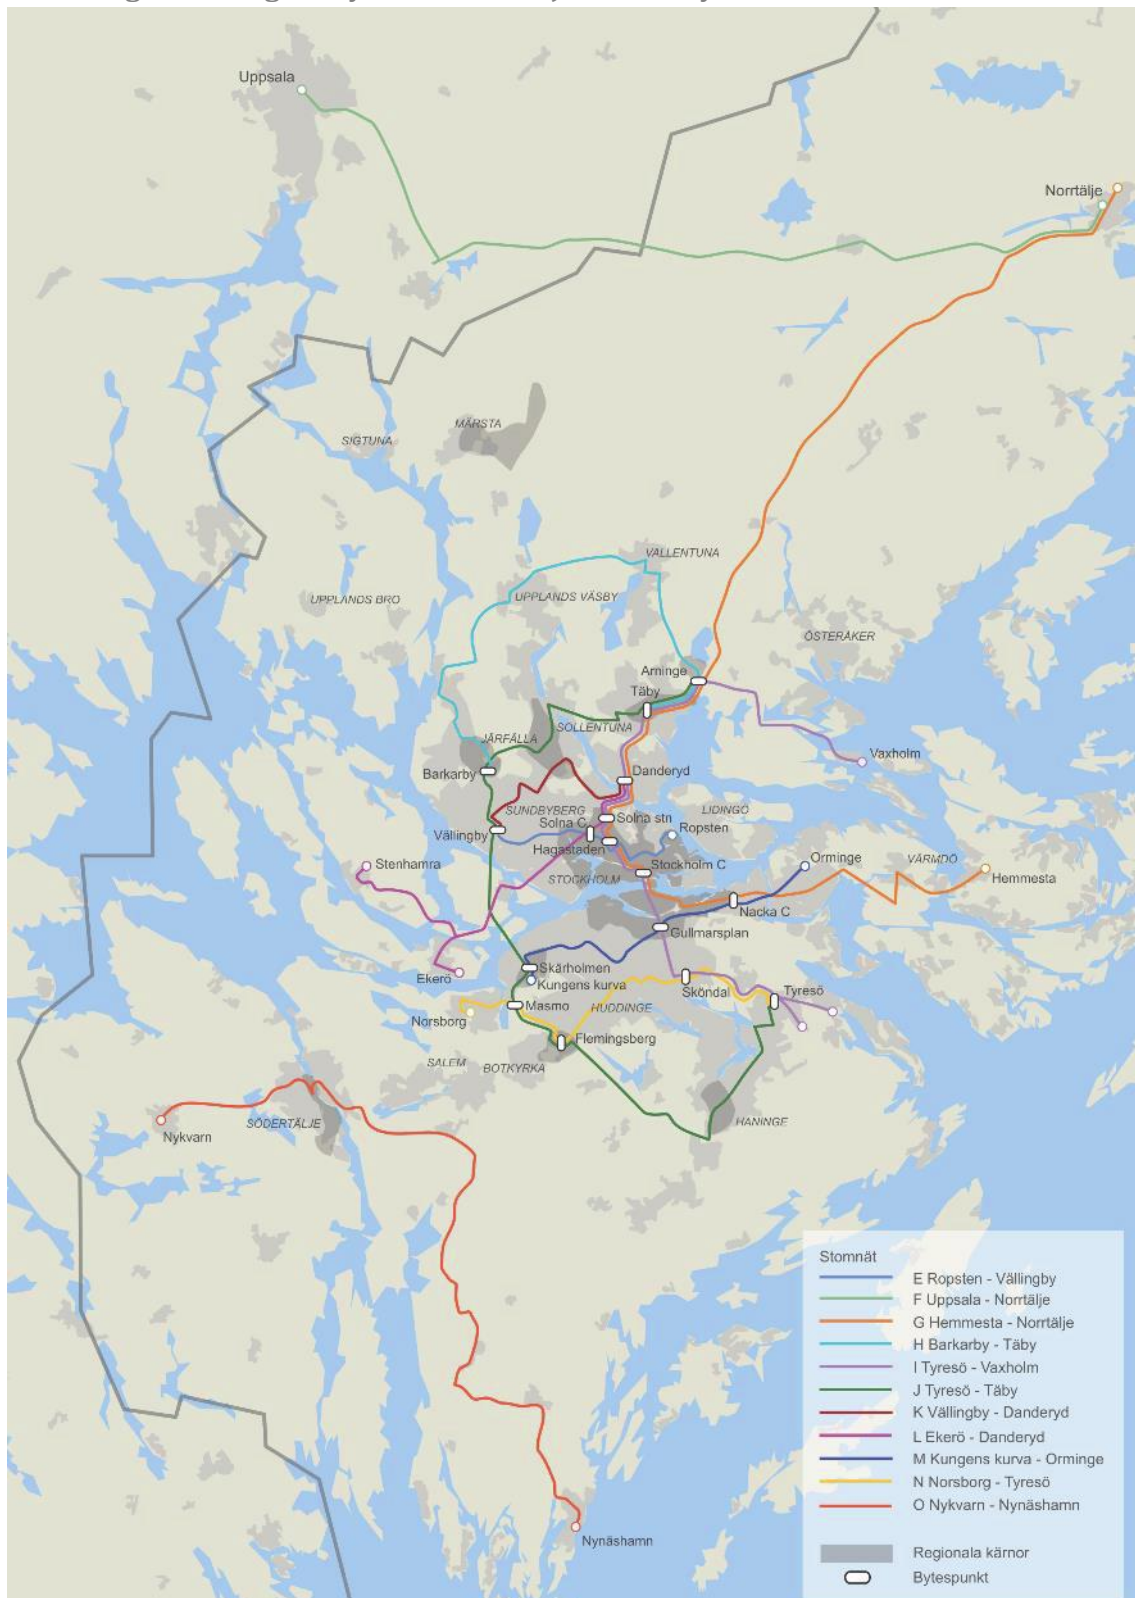 Uppsala
Norrtälje
MÄRSTA
SIGTUNA
VALLENTUNA
UPPLANDS BRO
UPPLANDS VÄSBY
ÖSTERÅKER
Arninge
Täby
SOLLENTUNA
JÄRFÄLLA
Vaxholm
Barkarby
Danderyd
SUNDBYBERG
LIDINGÖ
Solna C
Solna stn
Vällingby
Ropsten
Hagastaden
Stenhamra
Stockholm C
Orminge
VÄRMDÖ
STOCKHOLM
Hemmesta
Nacka C
Gullmarsplan
Skärholmen
Ekerö
Kungens kurva
Sköndal
Tyresö
Masmo
HUDDINGE
Norsborg
Flemingsberg
SALEM
BOTKYRKA
SÖDERTÄLJE
HANINGE
Nykvarn
Nynäshamn
Stomnät
E Ropsten - Vällingby
F Uppsala - Norrtälje
G Hemmesta - Norrtälje
H Barkarby - Täby
I Tyresö - Vaxholm
J Tyresö - Täby
K Vällingby - Danderyd
L Ekerö - Danderyd
M Kungens kurva - Orminge
N Norsborg - Tyresö
O Nykvarn - Nynäshamn
Regionala kärnor
Bytespunkt